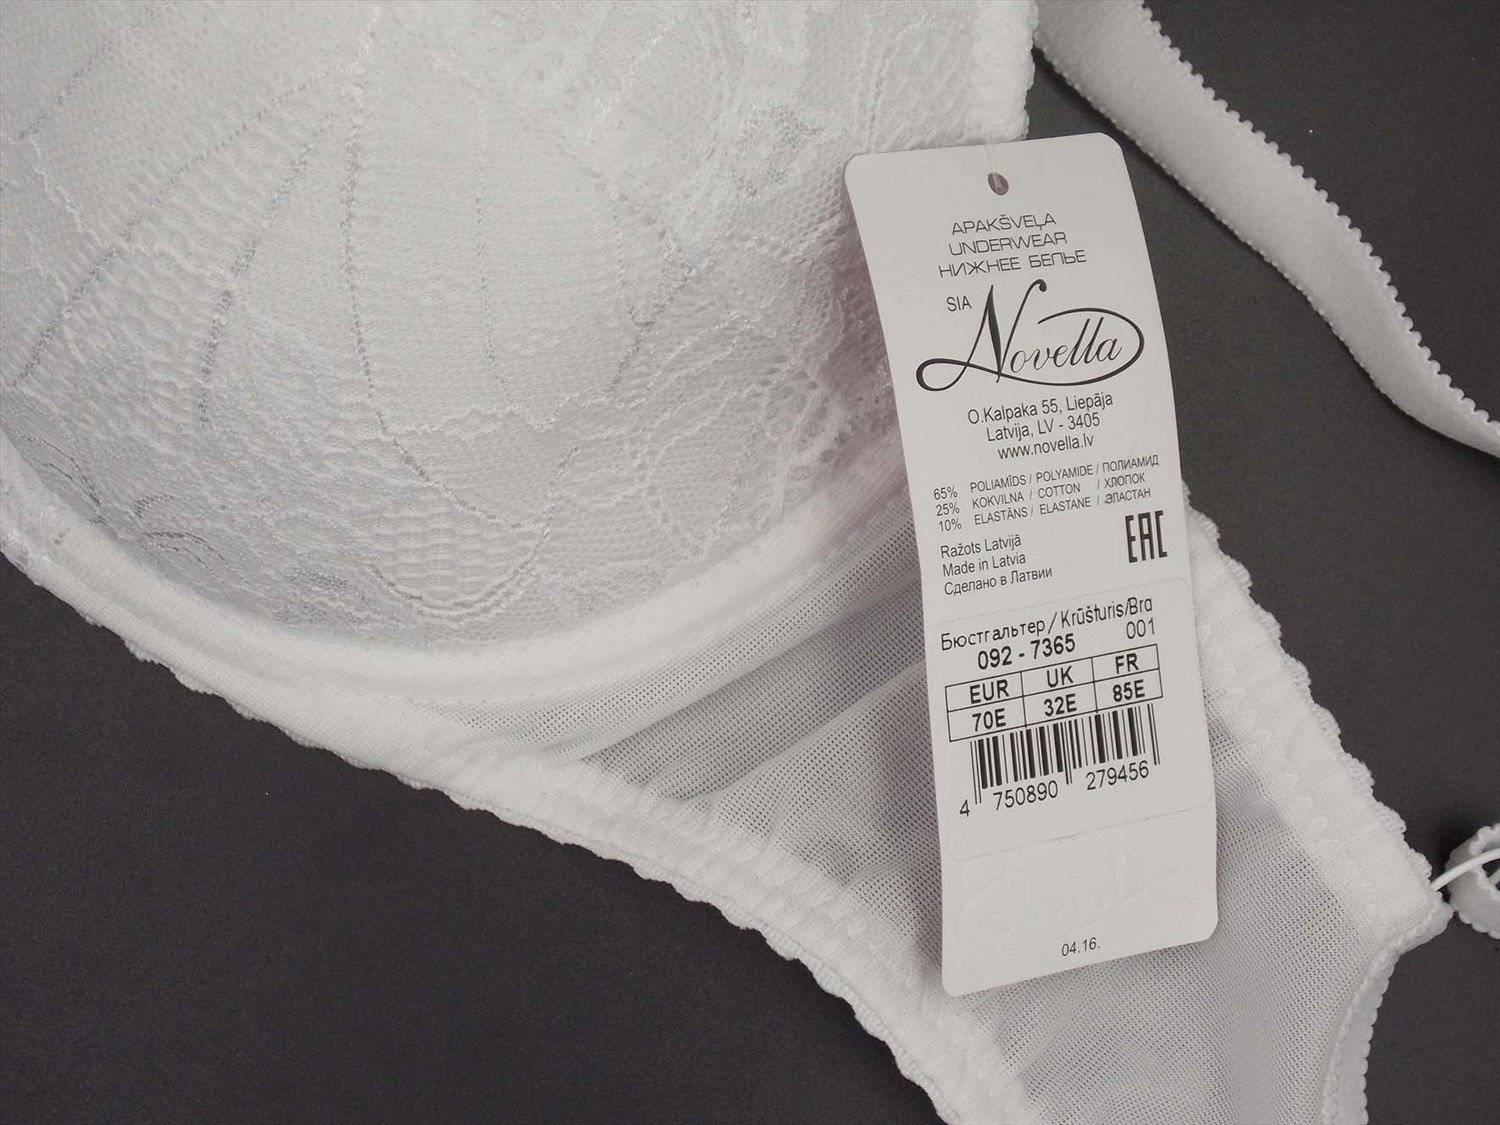 APAKŠVEĻA
UNDERWEAR
НИЖНЕЕ БЕЛЬЕ
SIA Novella
O.Kalpaka 55, Liepāja
Latvija, LV - 3405
www.novella.lv
65% POLIAMĪDS / POLYAMIDE / ПОЛИАМИД
25% KOKVILNA / COTTON / ХЛОПОК
10% ELASTĀNS / ELASTANE / ЭЛАСТАН
Ražots Latvijā
Made in Latvia
Сделано в Латвии
EAC
Бюстгальтер / Krūšturis/Bra
092 - 7365 001
EUR UK FR
70E 32E 85E
4 750890 279456
04.16.